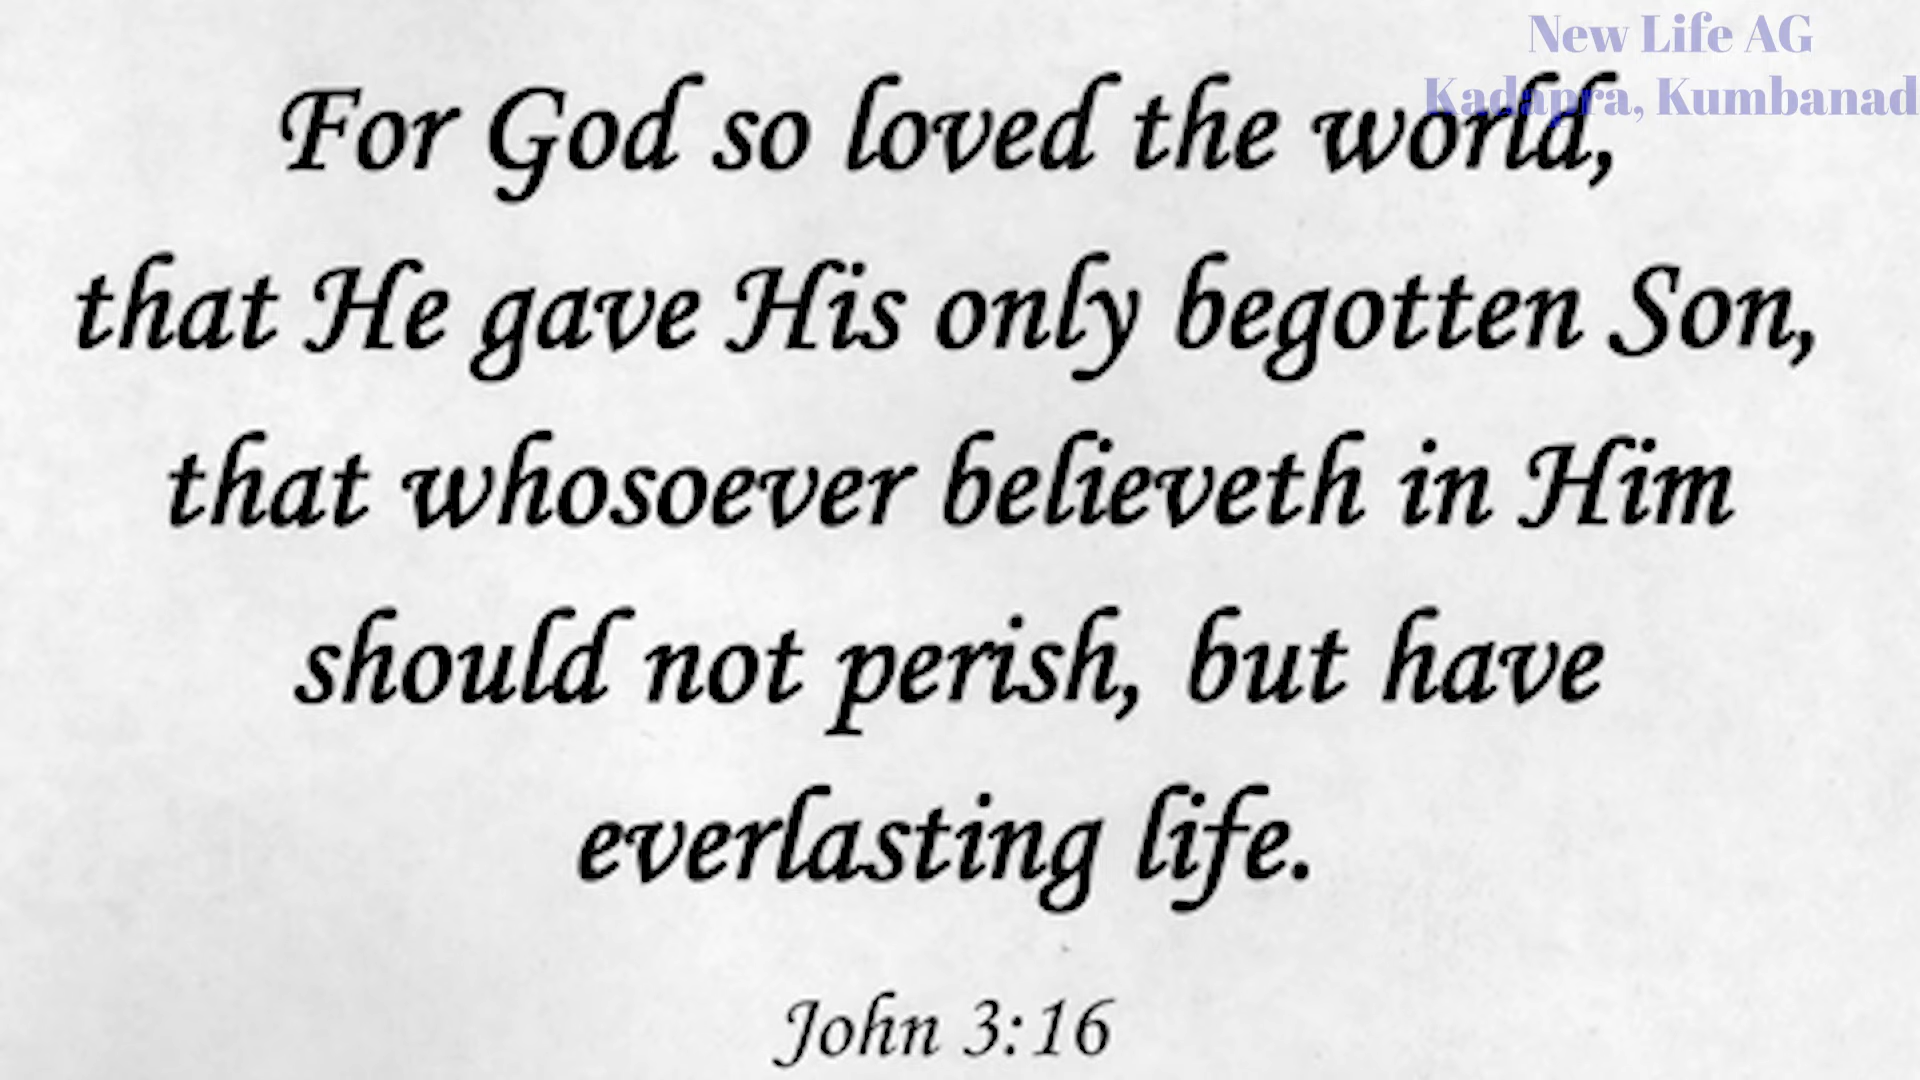 New Life AG
Kadapra, Kumbanad
For God so loved the world,
that He gave His only begotten Son,
that whosoever believeth in Him
should not perish, but have
everlasting life.
John 3:16